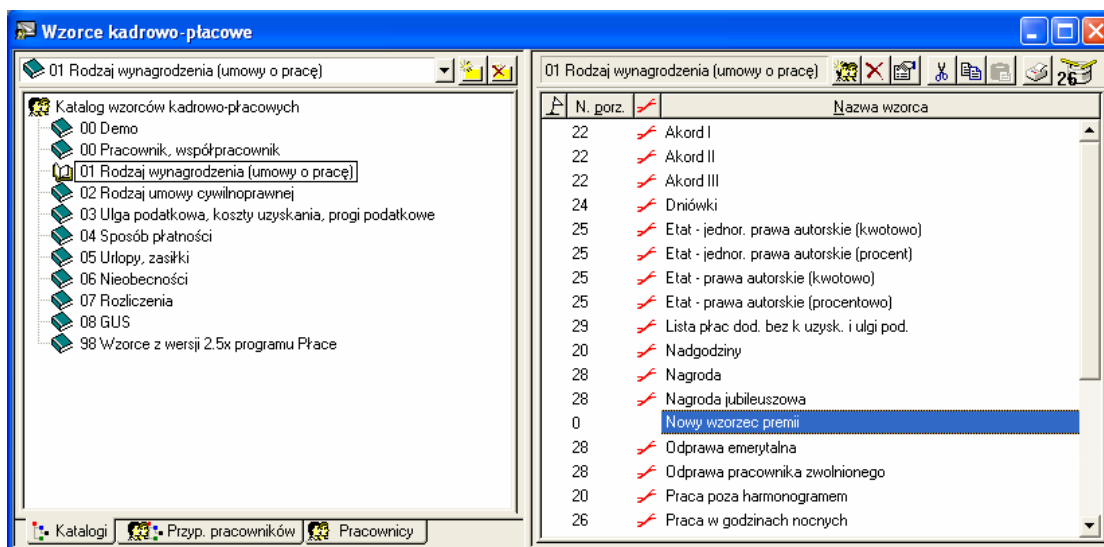 Wzorce kadrowo-płacowe
01 Rodzaj wynagrodzenia (umowy o pracę)
Katalog wzorców kadrowo-płacowych
00 Demo
00 Pracownik, współpracownik
01 Rodzaj wynagrodzenia (umowy o pracę)
02 Rodzaj umowy cywilnoprawnej
03 Ulga podatkowa, koszty uzyskania, progi podatkowe
04 Sposób płatności
05 Urlopy, zasiłki
06 Nieobecności
07 Rozliczenia
08 GUS
98 Wzorce z wersji 2.5x programu Płace
Katalogi Przyp. pracowników Pracownicy
01 Rodzaj wynagrodzenia (umowy o pracę) 26
N. porz. Nazwa wzorca
22 Akord I
22 Akord II
22 Akord III
24 Dniówki
25 Etat - jednor. prawa autorskie (kwotowo)
25 Etat - jednor. prawa autorskie (procent)
25 Etat - prawa autorskie (kwotowo)
25 Etat - prawa autorskie (procentowo)
29 Lista płac dod. bez k uzysk. i ulgi pod.
20 Nadgodziny
28 Nagroda
28 Nagroda jubileuszowa
0 Nowy wzorzec premii
28 Odprawa emerytalna
28 Odprawa pracownika zwolnionego
20 Praca poza harmonogramem
26 Praca w godzinach nocnych